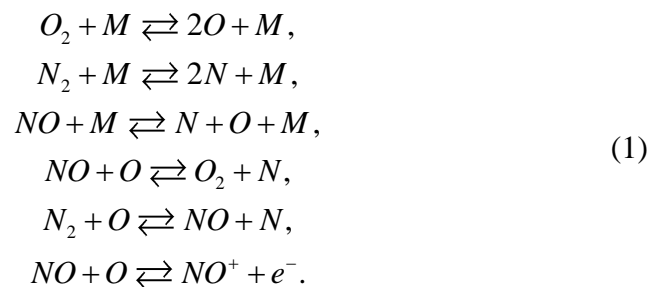 O₂ + M ⇄ 2O + M,
N₂ + M ⇄ 2N + M,
NO + M ⇄ N + O + M,
(1)
NO + O ⇄ O₂ + N,
N₂ + O ⇄ NO + N,
NO + O ⇄ NO⁺ + e⁻.